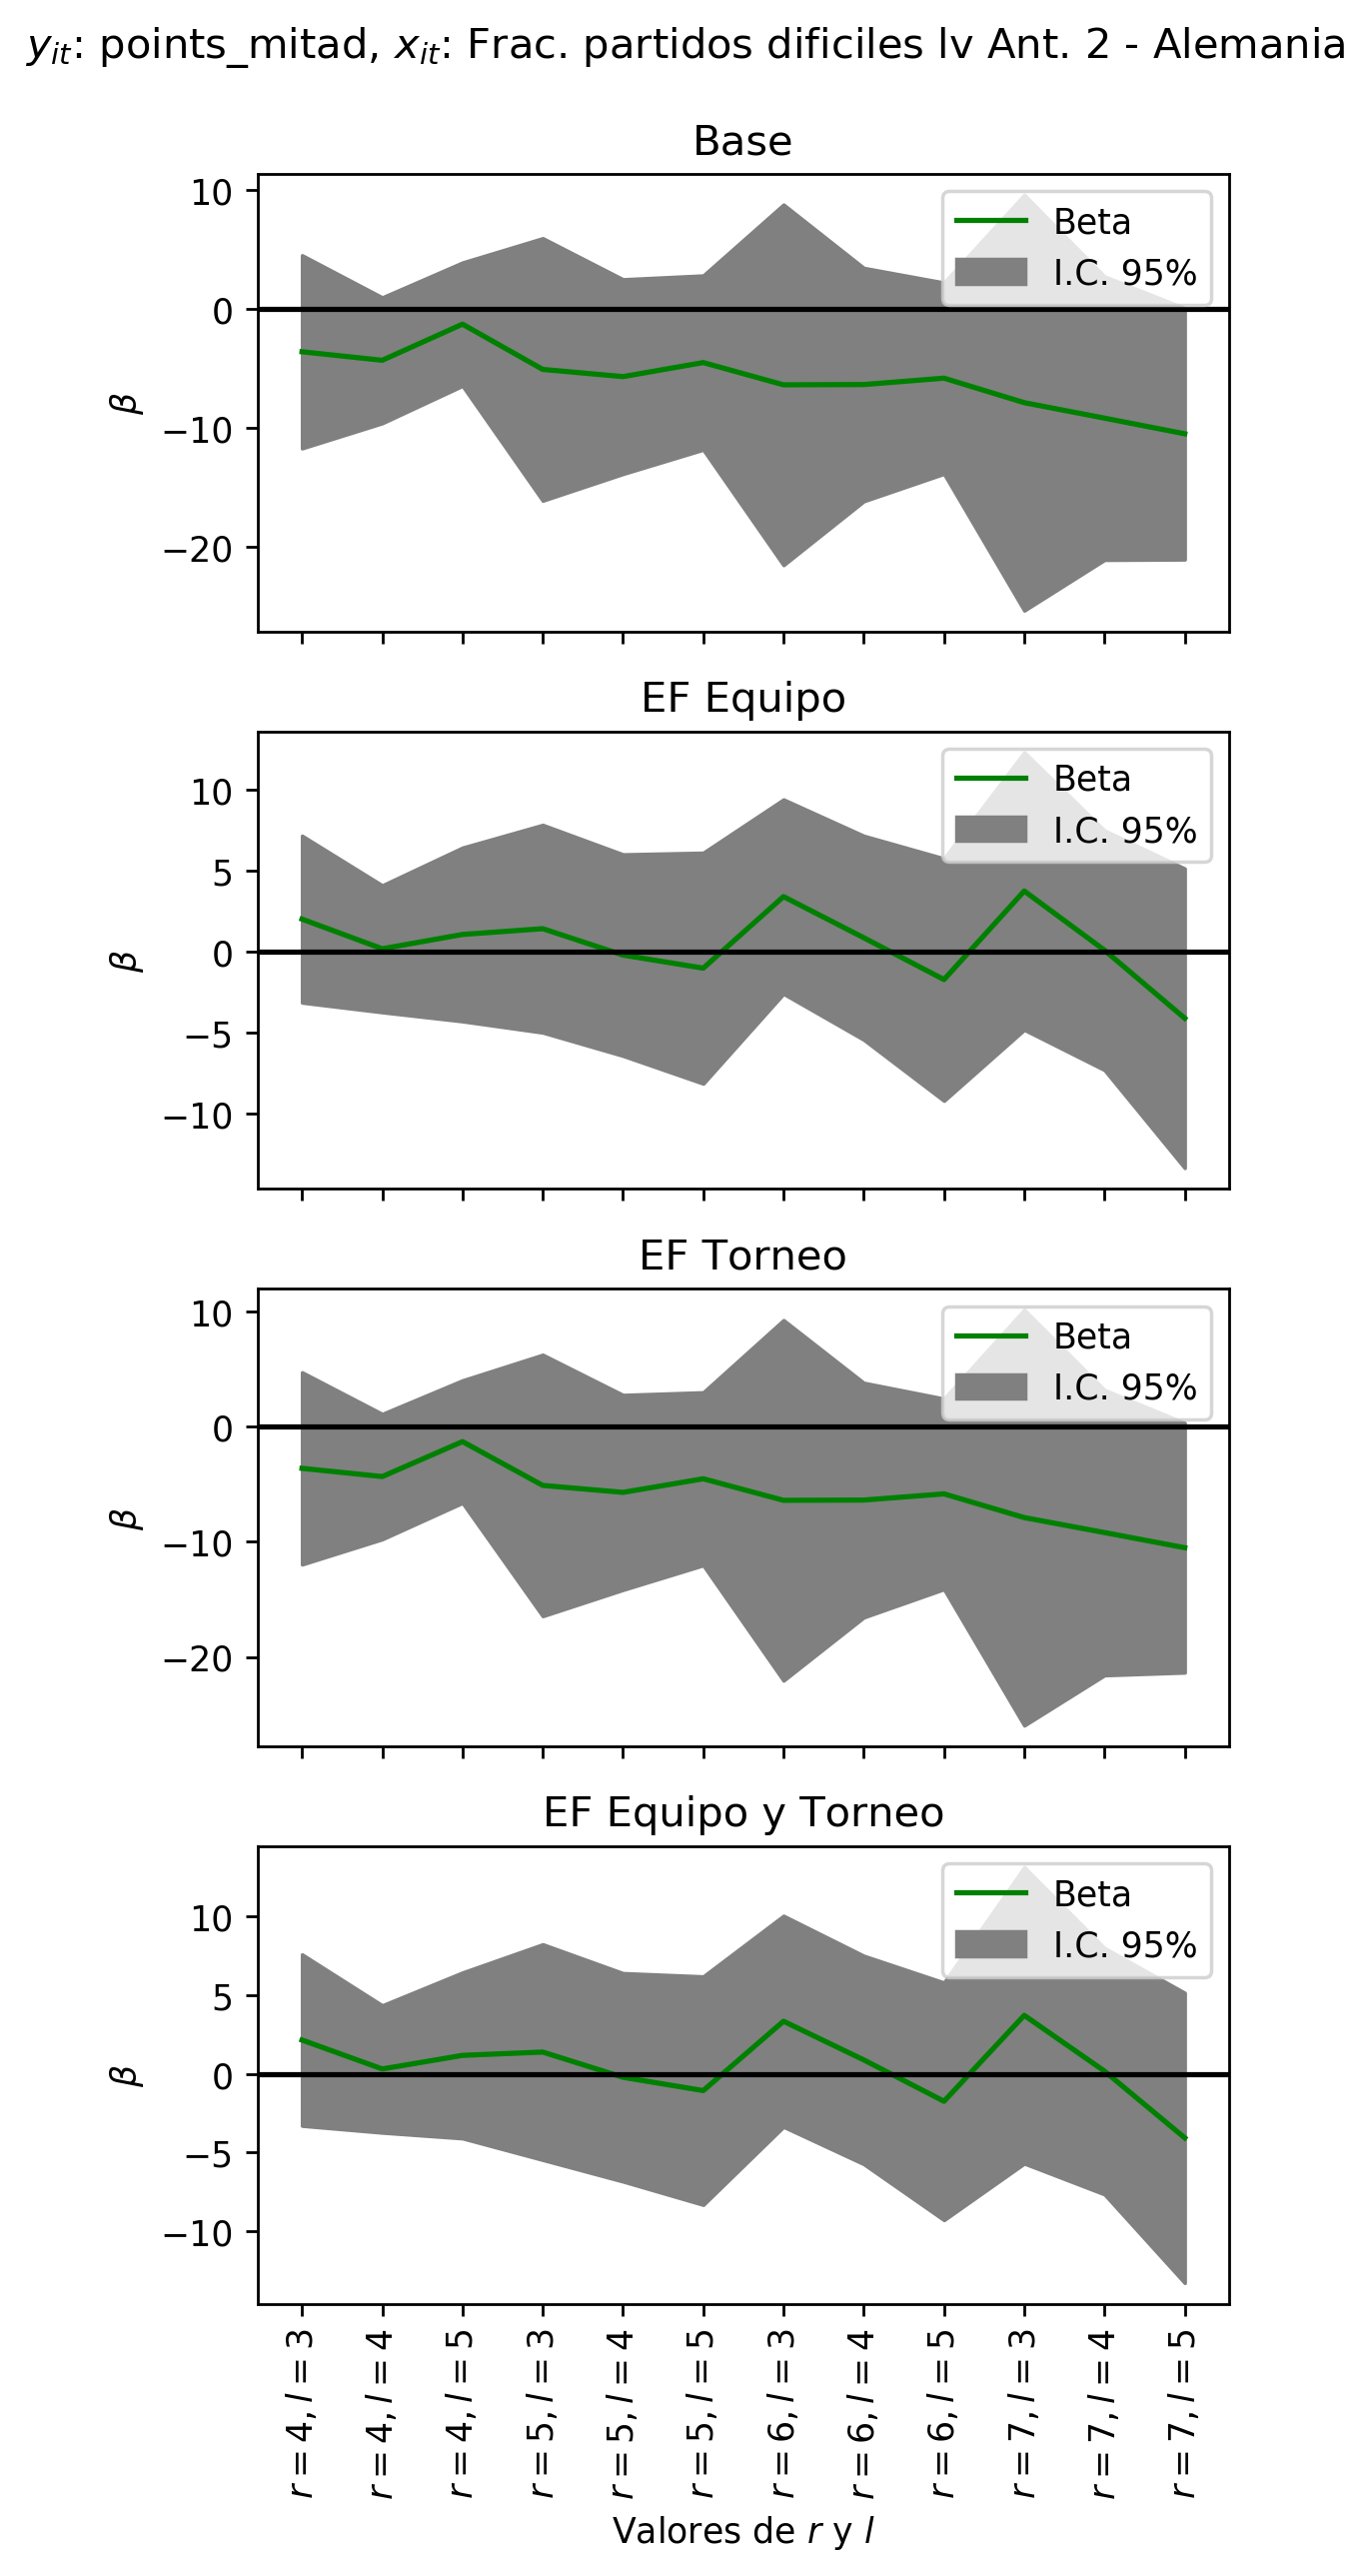 y_it: points_mitad, x_it: Frac. partidos dificiles lv Ant. 2 - Alemania
Base
10
0
−10
−20
β
Beta
I.C. 95%
EF Equipo
10
5
0
−5
−10
β
Beta
I.C. 95%
EF Torneo
10
0
−10
−20
β
Beta
I.C. 95%
EF Equipo y Torneo
10
5
0
−5
−10
β
Beta
I.C. 95%
r = 4, l = 3
r = 4, l = 4
r = 4, l = 5
r = 5, l = 3
r = 5, l = 4
r = 5, l = 5
r = 6, l = 3
r = 6, l = 4
r = 6, l = 5
r = 7, l = 3
r = 7, l = 4
r = 7, l = 5
Valores de r y l